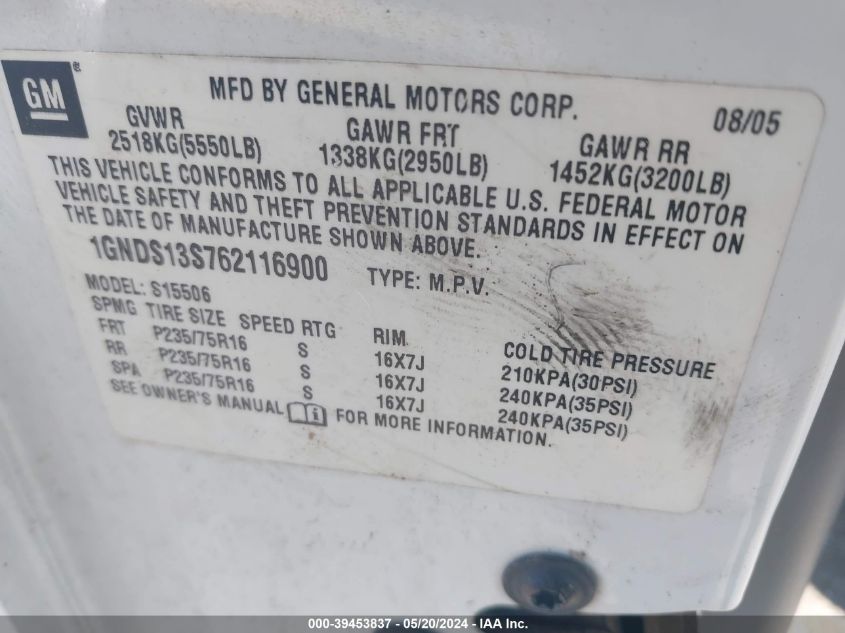 GM
MFD BY GENERAL MOTORS CORP. 08/05
GVWR GAWR FRT GAWR RR
2518KG(5550LB) 1338KG(2950LB) 1452KG(3200LB)
THIS VEHICLE CONFORMS TO ALL APPLICABLE U.S. FEDERAL MOTOR
VEHICLE SAFETY AND THEFT PREVENTION STANDARDS IN EFFECT ON
THE DATE OF MANUFACTURE SHOWN ABOVE.
1GNDS13S762116900 TYPE: M.P.V.
MODEL: S15506
SPMG TIRE SIZE SPEED RTG RIM COLD TIRE PRESSURE
FRT P235/75R16 S 16X7J 210KPA(30PSI)
RR P235/75R16 S 16X7J 240KPA(35PSI)
SPA P235/75R16 S 16X7J 240KPA(35PSI)
SEE OWNER'S MANUAL i FOR MORE INFORMATION.
000-39453837 - 05/20/2024 - IAA Inc.